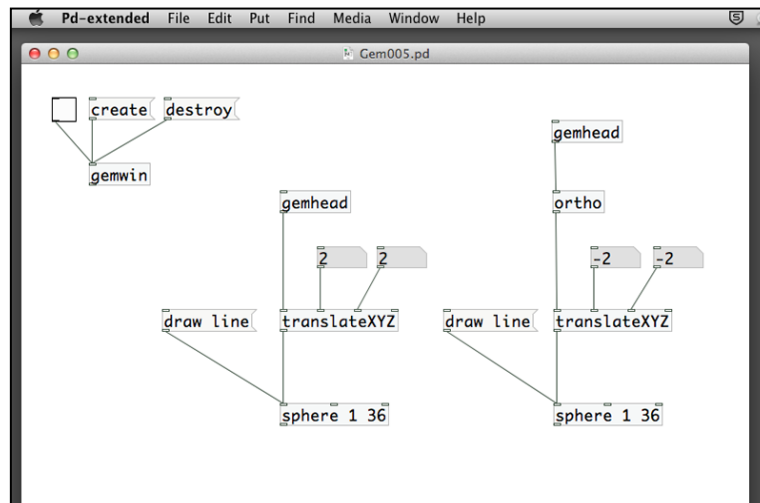 Pd-extended File Edit Put Find Media Window Help
Gem005.pd
create destroy
gemwin
gemhead
2 2
draw line translateXYZ
sphere 1 36
gemhead
ortho
-2 -2
draw line translateXYZ
sphere 1 36